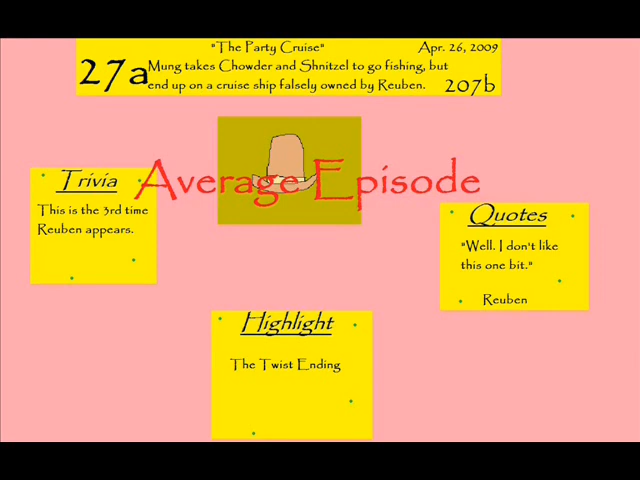 "The Party Cruise" Apr. 26, 2009
27a
Mung takes Chowder and Shnitzel to go fishing, but
end up on a cruise ship falsely owned by Reuben.
207b
Average Episode
Trivia
This is the 3rd time
Reuben appears.
Quotes
"Well. I don't like
this one bit."
Reuben
Highlight
The Twist Ending